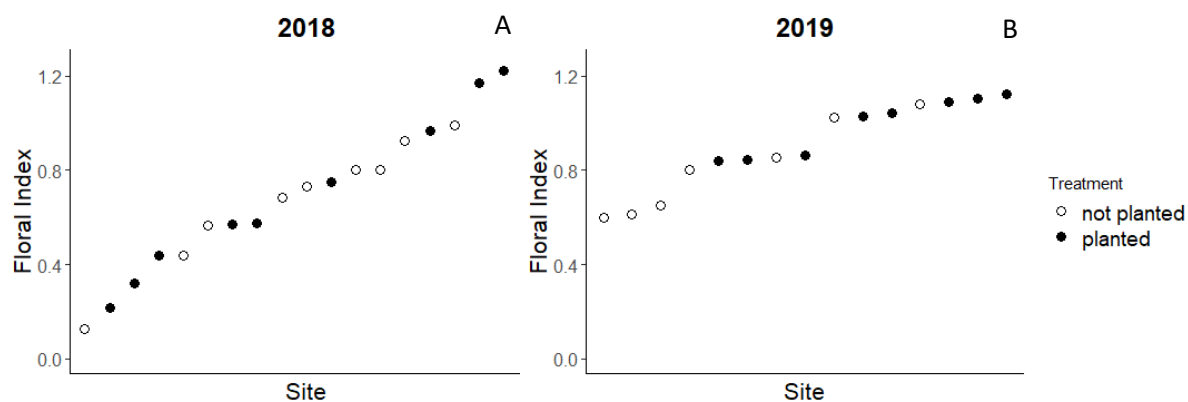 2018
A
Floral Index
1.2
0.8
0.4
0.0
Site
2019
B
Floral Index
1.2
0.8
0.4
0.0
Site
Treatment
not planted
planted